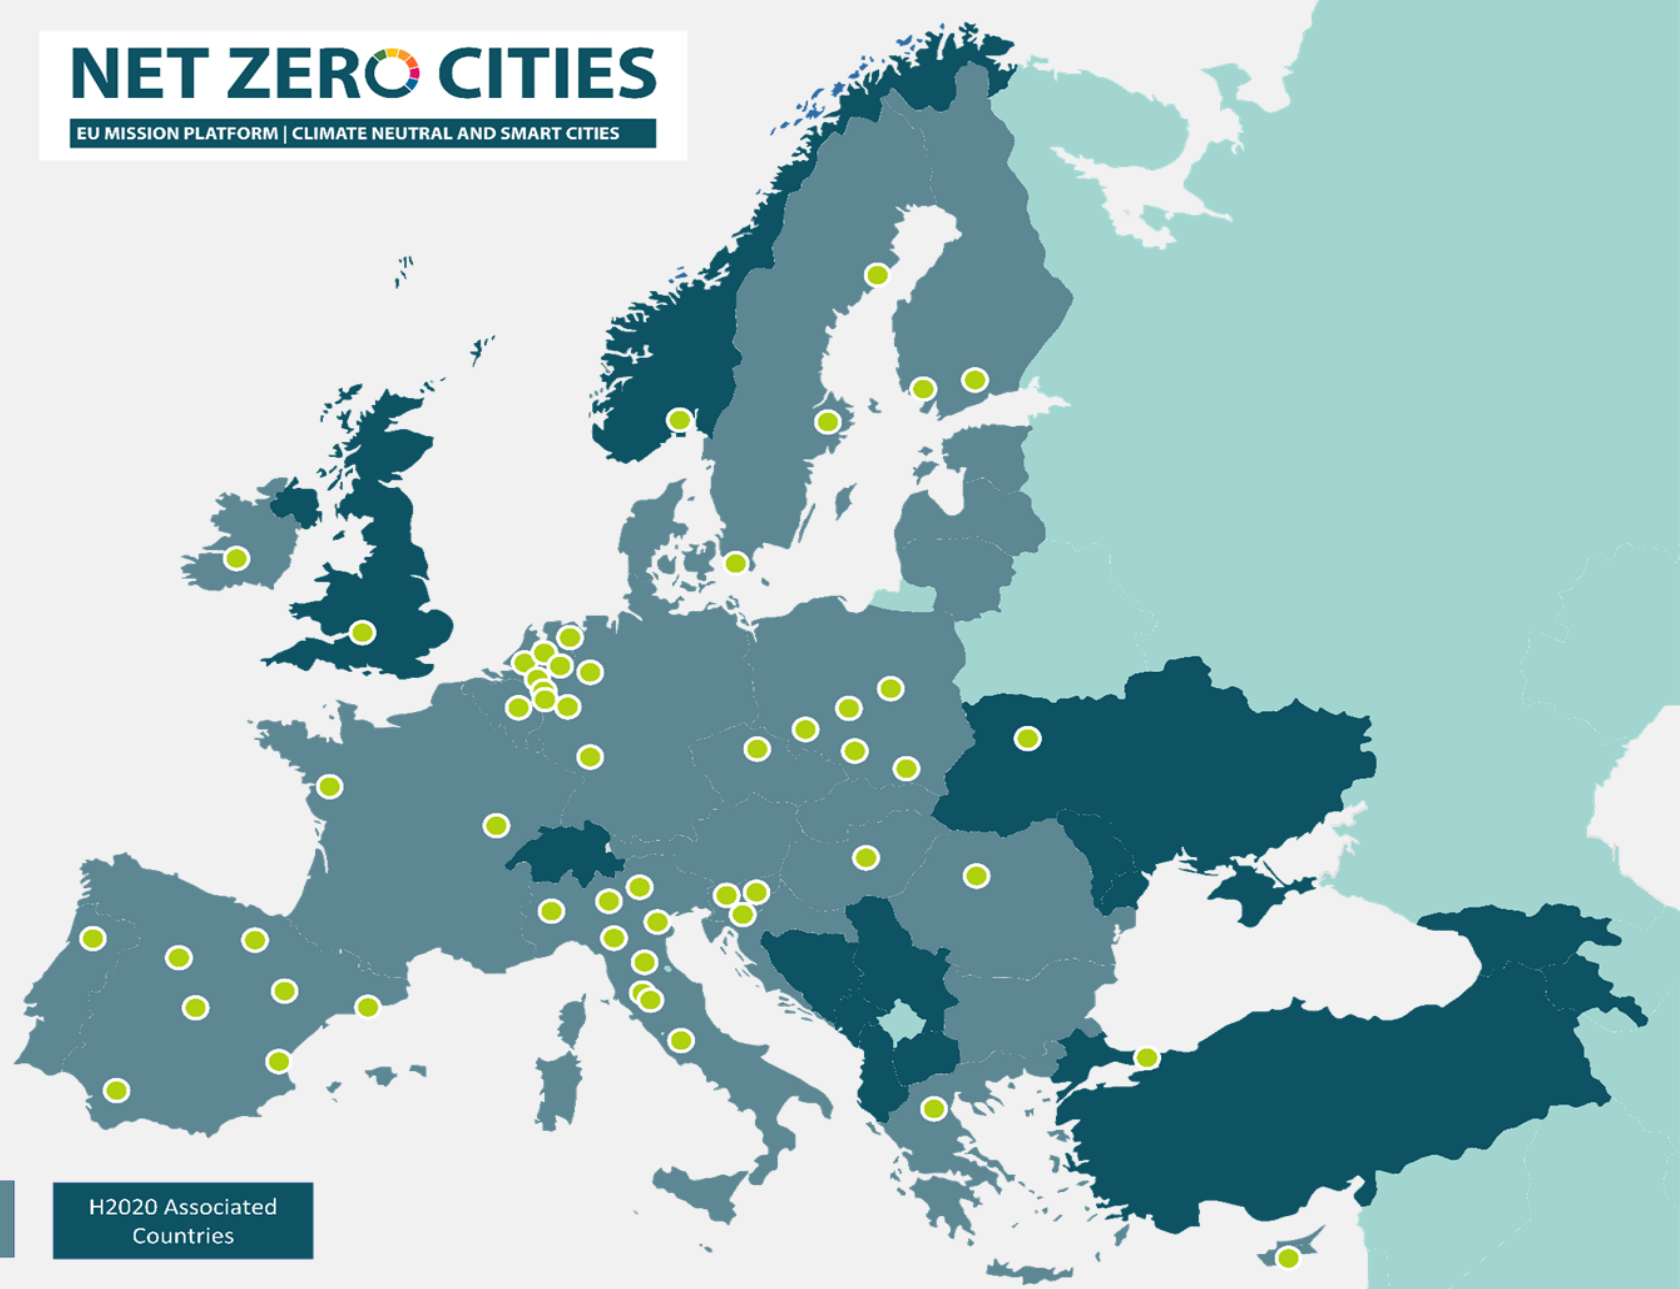 NET ZERO CITIES
EU MISSION PLATFORM | CLIMATE NEUTRAL AND SMART CITIES
H2020 Associated
Countries